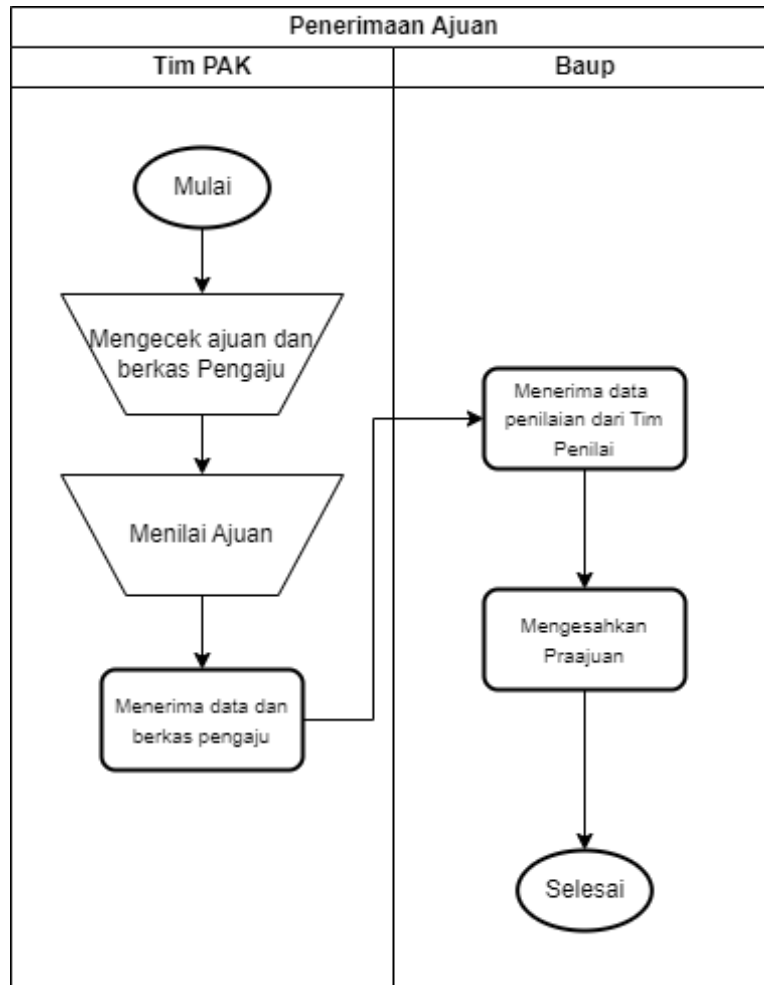 Penerimaan Ajuan
Tim PAK
Baup
Mulai
Mengecek ajuan dan
berkas Pengaju
Menilai Ajuan
Menerima data dan
berkas pengaju
Menerima data
penilaian dari Tim
Penilai
Mengesahkan
Praajuan
Selesai